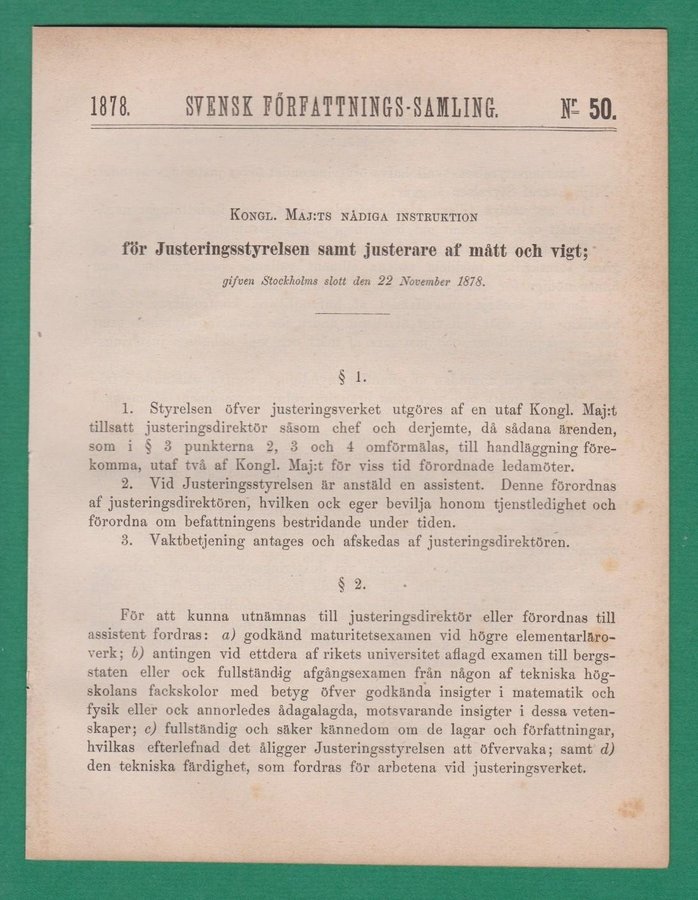 1878. SVENSK FÖRFATTNINGS-SAMLING. Nr 50.
KONGL. MAJ:TS NÅDIGA INSTRUKTION
för Justeringsstyrelsen samt justerare af mått och vigt;
gifven Stockholms slott den 22 November 1878.
§ 1.
1. Styrelsen öfver justeringsverket utgöres af en utaf Kongl. Maj:t
tillsatt justeringsdirektör såsom chef och derjemte, då sådana ärenden,
som i § 3 punkterna 2, 3 och 4 omförmälas, till handläggning före-
komma, utaf två af Kongl. Maj:t för viss tid förordnade ledamöter.
2. Vid Justeringsstyrelsen är anstäld en assistent. Denne förordnas
af justeringsdirektören, hvilken ock eger bevilja honom tjenstledighet och
förordna om befattningens bestridande under tiden.
3. Vaktbetjening antages och afskedas af justeringsdirektören.
§ 2.
För att kunna utnämnas till justeringsdirektör eller förordnas till
assistent fordras: a) godkänd maturitetsexamen vid högre elementarläro-
verk; b) antingen vid ettdera af rikets universitet aflagd examen till bergs-
staten eller ock fullständig afgångsexamen från någon af tekniska hög-
skolans fackskolor med betyg öfver godkända insigter i matematik och
fysik eller ock annorledes ådagalagda, motsvarande insigter i dessa veten-
skaper; c) fullständig och säker kännedom om de lagar och författningar,
hvilkas efterlefnad det åligger Justeringsstyrelsen att öfvervaka; samt d)
den tekniska färdighet, som fordras för arbetena vid justeringsverket.